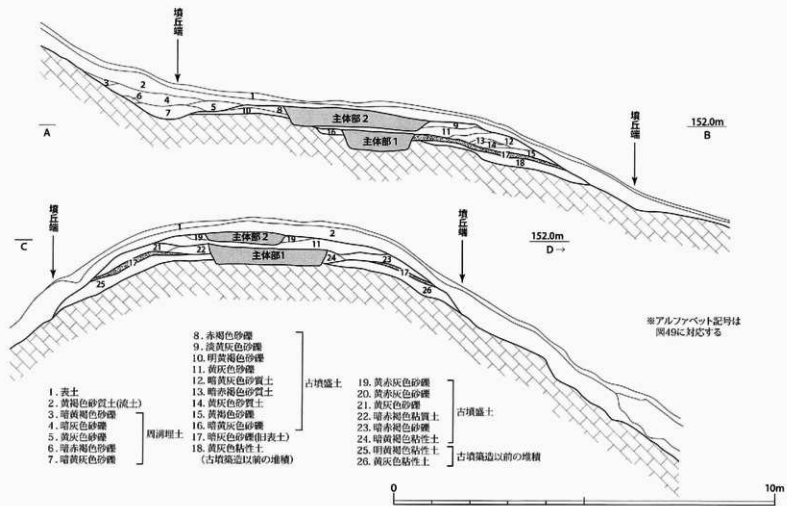 墳丘端
1
2
3
4
5
6
7
8
10
主体部 2
9
11
主体部 1
16
13
12
14
15
17
18
墳丘端
152.0m
A
B
墳丘端
1
2
墳丘端
152.0m
C
D→
19
主体部 2
19
11
21
22
主体部1
24
23
17
17
25
26
※アルファベット記号は
図49に対応する
1. 表土
2. 黄褐色砂質土(流土)
3. 暗黄褐色砂礫
4. 暗灰色砂礫
5. 黄灰色砂礫
6. 暗赤褐色砂礫
7. 暗黄灰色砂礫
周溝埋土
8. 赤褐色砂礫
9. 淡黄灰色砂礫
10. 明黄褐色砂礫
11. 黄灰色砂礫
12. 暗黄灰色砂質土
13. 暗赤褐色砂質土
14. 黄灰色砂質土
15. 黄褐色砂礫
16. 暗黄灰色砂礫
17. 暗灰色砂礫(旧表土)
18. 黄灰色粘性土
(古墳築造以前の堆積)
古墳盛土
19. 黄赤灰色砂礫
20. 黄赤灰色砂礫
21. 黄灰色砂礫
22. 暗赤褐色粘質土
23. 暗赤褐色砂礫
24. 暗黄褐色粘性土
古墳盛土
25. 明黄褐色粘性土
26. 黄灰色粘性土
古墳築造以前の堆積
0
10m